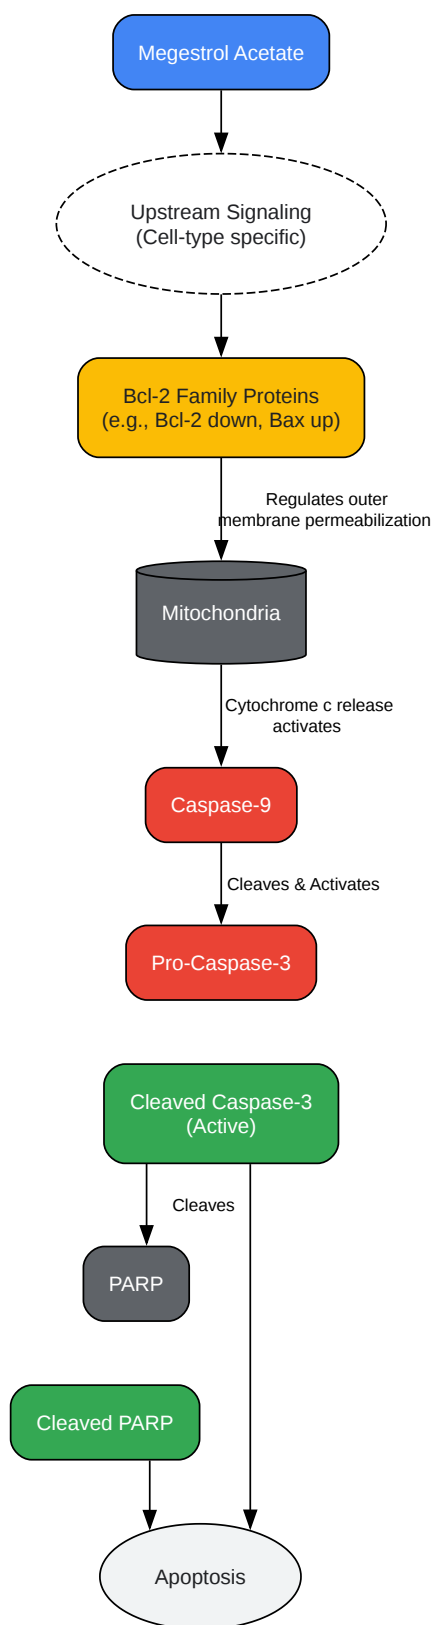 Megestrol Acetate
Upstream Signaling
(Cell-type specific)
Bcl-2 Family Proteins
(e.g., Bcl-2 down, Bax up)
Regulates outer
membrane permeabilization
Mitochondria
Cytochrome c release
activates
Caspase-9
Cleaves & Activates
Pro-Caspase-3
Cleaved Caspase-3
(Active)
Cleaves
PARP
Cleaved PARP
Apoptosis